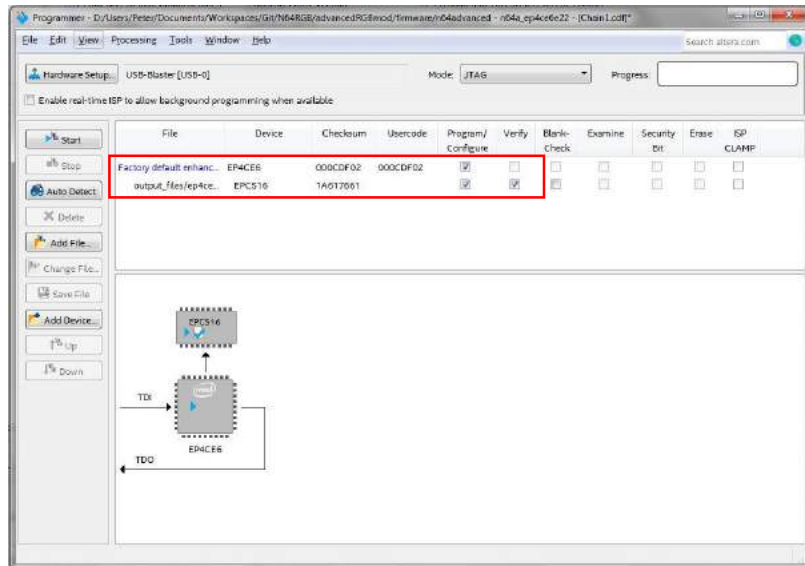 Programmer - D:/Users/Peter/Documents/Workspaces/Git/N64RGB/advancedRGBmod/firmware/n64advanced - n64a_ep4ce6e22 - [Chain1.cdf]*
File Edit View Processing Tools Window Help
Search altera.com
Hardware Setup... USB-Blaster [USB-0] Mode: JTAG Progress:
Enable real-time ISP to allow background programming when available
Start
Stop
Auto Detect
Delete
Add File...
Change File...
Save File
Add Device...
Up
Down
File Device Checksum Usercode Program/ Configure Verify Blank- Check Examine Security Bit Erase ISP CLAMP
Factory default enhanc... EP4CE6 000CDF02 000CDF02
output_files/ep4ce... EPCS16 1A617661
EPCS16
TDI
intel
EP4CE6
TDO